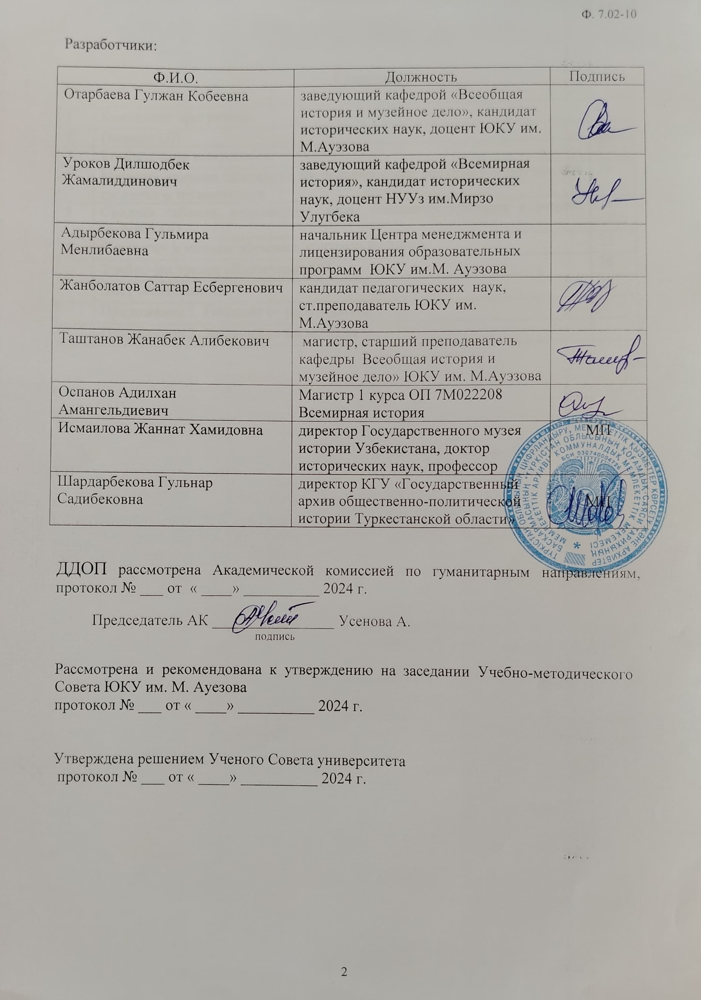 Ф. 7.02-10
Разработчики:
Ф.И.О. Должность Подпись
Отарбаева Гулжан Кобеевна
заведующий кафедрой «Всеобщая
история и музейное дело», кандидат
исторических наук, доцент ЮКУ им.
М.Ауэзова
Уроков Дилшодбек
Жамалиддинович
заведующий кафедрой «Всемирная
история», кандидат исторических
наук, доцент НУУз им.Мирзо
Улугбека
Адырбекова Гульмира
Менлибаевна
начальник Центра менеджмента и
лицензирования образовательных
программ ЮКУ им.М. Ауэзова
Жанболатов Саттар Есбергенович
кандидат педагогических наук,
ст.преподаватель ЮКУ им.
М.Ауэзова
Таштанов Жанабек Алибекович
магистр, старший преподаватель
кафедры Всеобщая история и
музейное дело» ЮКУ им. М.Ауэзова
Оспанов Адилхан
Амангельдиевич
Магистр 1 курса ОП 7М022208
Всемирная история
Исмаилова Жаннат Хамидовна
директор Государственного музея
истории Узбекистана, доктор
исторических наук, профессор
МП
Шардарбекова Гульнар
Садибековна
директор КГУ «Государственный
архив общественно-политической
истории Туркестанской области»
МП
ТҮРКІСТАН ОБЛЫСЫНЫҢ ЦИФРЛАНДЫРУ, МЕМЛЕКЕТТІК ҚЫЗМЕТТЕР КӨРСЕТУ ЖӘНЕ АРХИВТЕР
БАСҚАРМАСЫНЫҢ "ТҮРКІСТАН ОБЛЫСЫНЫҢ ҚОҒАМДЫҚ-САЯСИ ТАРИХЫНЫҢ
МЕМЛЕКЕТТІК АРХИВІ" КОММУНАЛДЫҚ МЕМЛЕКЕТТІК МЕКЕМЕСІ
БСН 030740004726
ДДОП рассмотрена Академической комиссией по гуманитарным направлениям,
протокол № ___ от « ____» __________ 2024 г.
Председатель АК ________________ Усенова А.
подпись
Рассмотрена и рекомендована к утверждению на заседании Учебно-методического
Совета ЮКУ им. М. Ауезова
протокол № ___ от « ____» __________ 2024 г.
Утверждена решением Ученого Совета университета
протокол № ___ от « ____» __________ 2024 г.
2